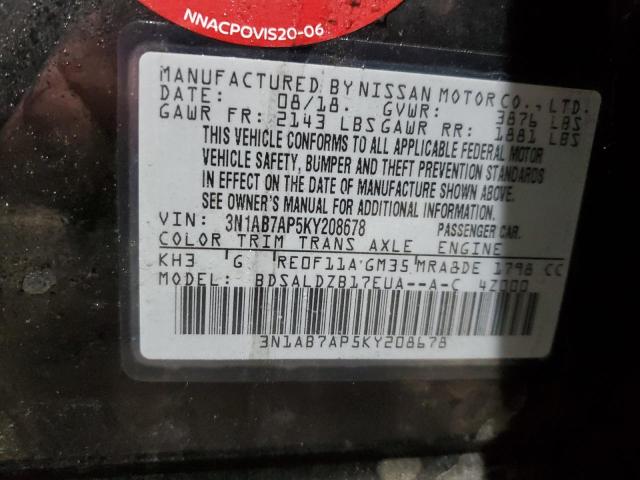 NNACPOVIS20-06
MANUFACTURED BY NISSAN MOTOR CO., LTD.
DATE: 08/18. GVWR: 3876 LBS
GAWR FR: 2143 LBS GAWR RR: 1881 LBS
THIS VEHICLE CONFORMS TO ALL APPLICABLE FEDERAL MOTOR
VEHICLE SAFETY, BUMPER AND THEFT PREVENTION STANDARDS
IN EFFECT ON THE DATE OF MANUFACTURE SHOWN ABOVE.
SEE OWNER'S MANUAL FOR ADDITIONAL INFORMATION.
VIN: 3N1AB7AP5KY208678 PASSENGER CAR.
COLOR TRIM TRANS AXLE ENGINE
KH3 G RE0F11A GM35 MRA8DE 1798 CC
MODEL: BDSALDZB17EUA--A-C 4Z000
3N1AB7AP5KY208678